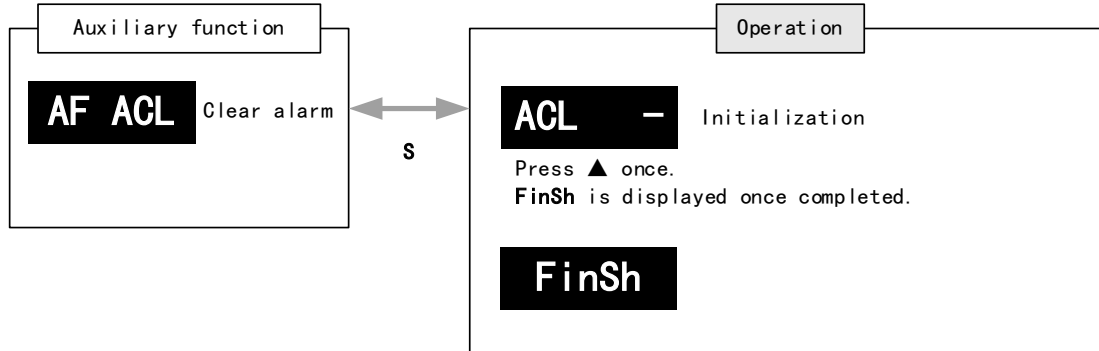 Auxiliary function
AF ACL
Clear alarm
S
Operation
ACL －
Initialization
Press ▲ once.
FinSh is displayed once completed.
FinSh